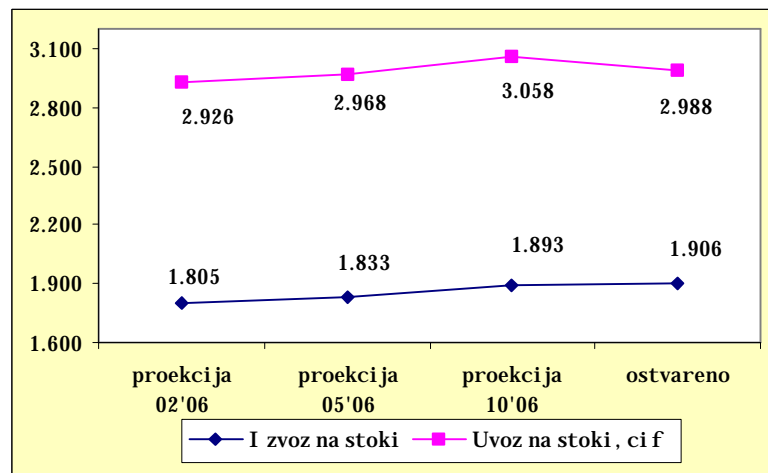 3.100
2.800
2.500
2.200
1.900
1.600
2.926
2.968
3.058
2.988
1.805
1.833
1.893
1.906
proekcija 02'06
proekcija 05'06
proekcija 10'06
ostvareno
I zvoz na stoki
Uvoz na stoki, ci f